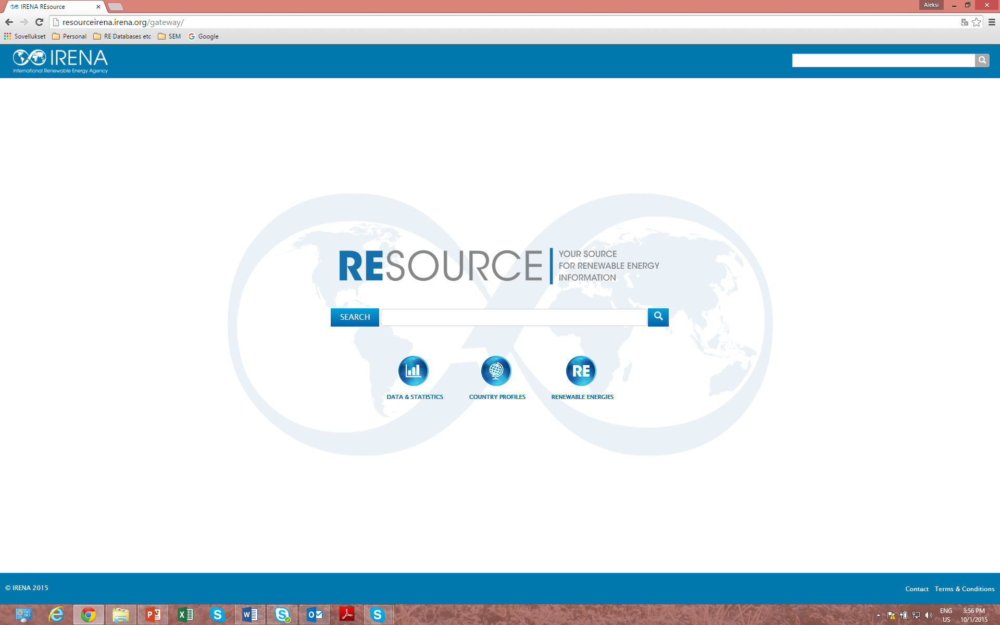 IRENA REsource
Aleksi
resourceirena.irena.org/gateway/
Sovellukset Personal RE Databases etc SEM Google
IRENA
International Renewable Energy Agency
RESOURCE
YOUR SOURCE
FOR RENEWABLE ENERGY
INFORMATION
SEARCH
RE
DATA & STATISTICS COUNTRY PROFILES RENEWABLE ENERGIES
© IRENA 2015
Contact Terms & Conditions
ENG 3:56 PM
US 10/1/2015